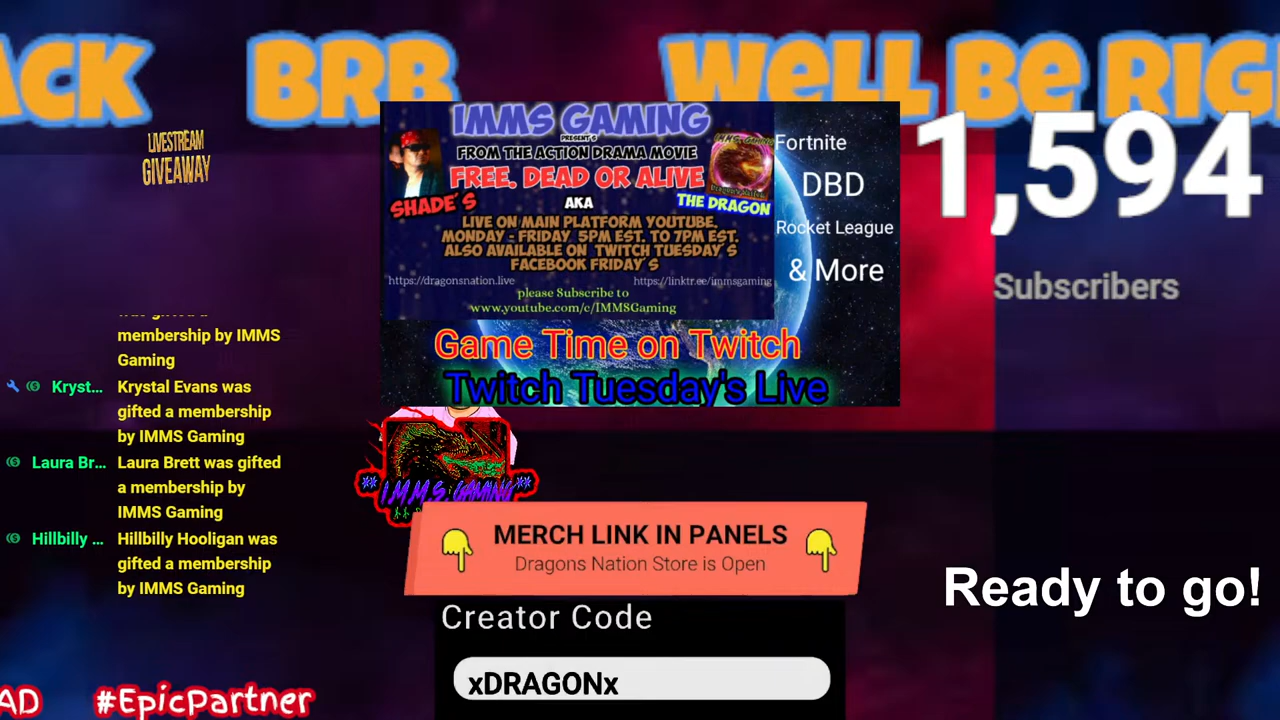 ACK BRB WeLL Be RIG
LIVESTREAM
GIVEAWAY
IMMS GAMING
PRESENT'S
FROM THE ACTION DRAMA MOVIE
FREE. DEAD OR ALIVE
SHADE'S
AKA
THE DRAGON
LIVE ON MAIN PLATFORM YOUTUBE.
MONDAY - FRIDAY 5PM EST. TO 7PM EST.
ALSO AVAILABLE ON TWITCH TUESDAY'S
FACEBOOK FRIDAY'S
https://dragonsnation.live
https://linktr.ee/immsgaming
please Subscribe to
www.youtube.com/c/IMMSGaming
Fortnite
DBD
Rocket League
& More
Game Time on Twitch
Twitch Tuesday's Live
1,594
Subscribers
membership by IMMS
Gaming
Kryst... Krystal Evans was
gifted a membership
by IMMS Gaming
Laura Br... Laura Brett was gifted
a membership by
IMMS Gaming
Hillbilly ... Hillbilly Hooligan was
gifted a membership
by IMMS Gaming
** I.M.M.S. GAMING **
MERCH LINK IN PANELS
Dragons Nation Store is Open
Creator Code
xDRAGONx
Ready to go!
AD #EpicPartner